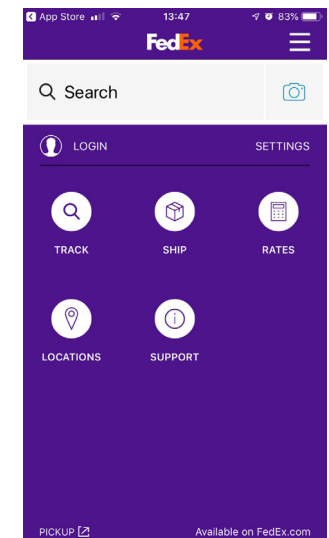 App Store 13:47 83%
FedEx
Search
LOGIN SETTINGS
TRACK SHIP RATES
LOCATIONS SUPPORT
PICKUP Available on FedEx.com